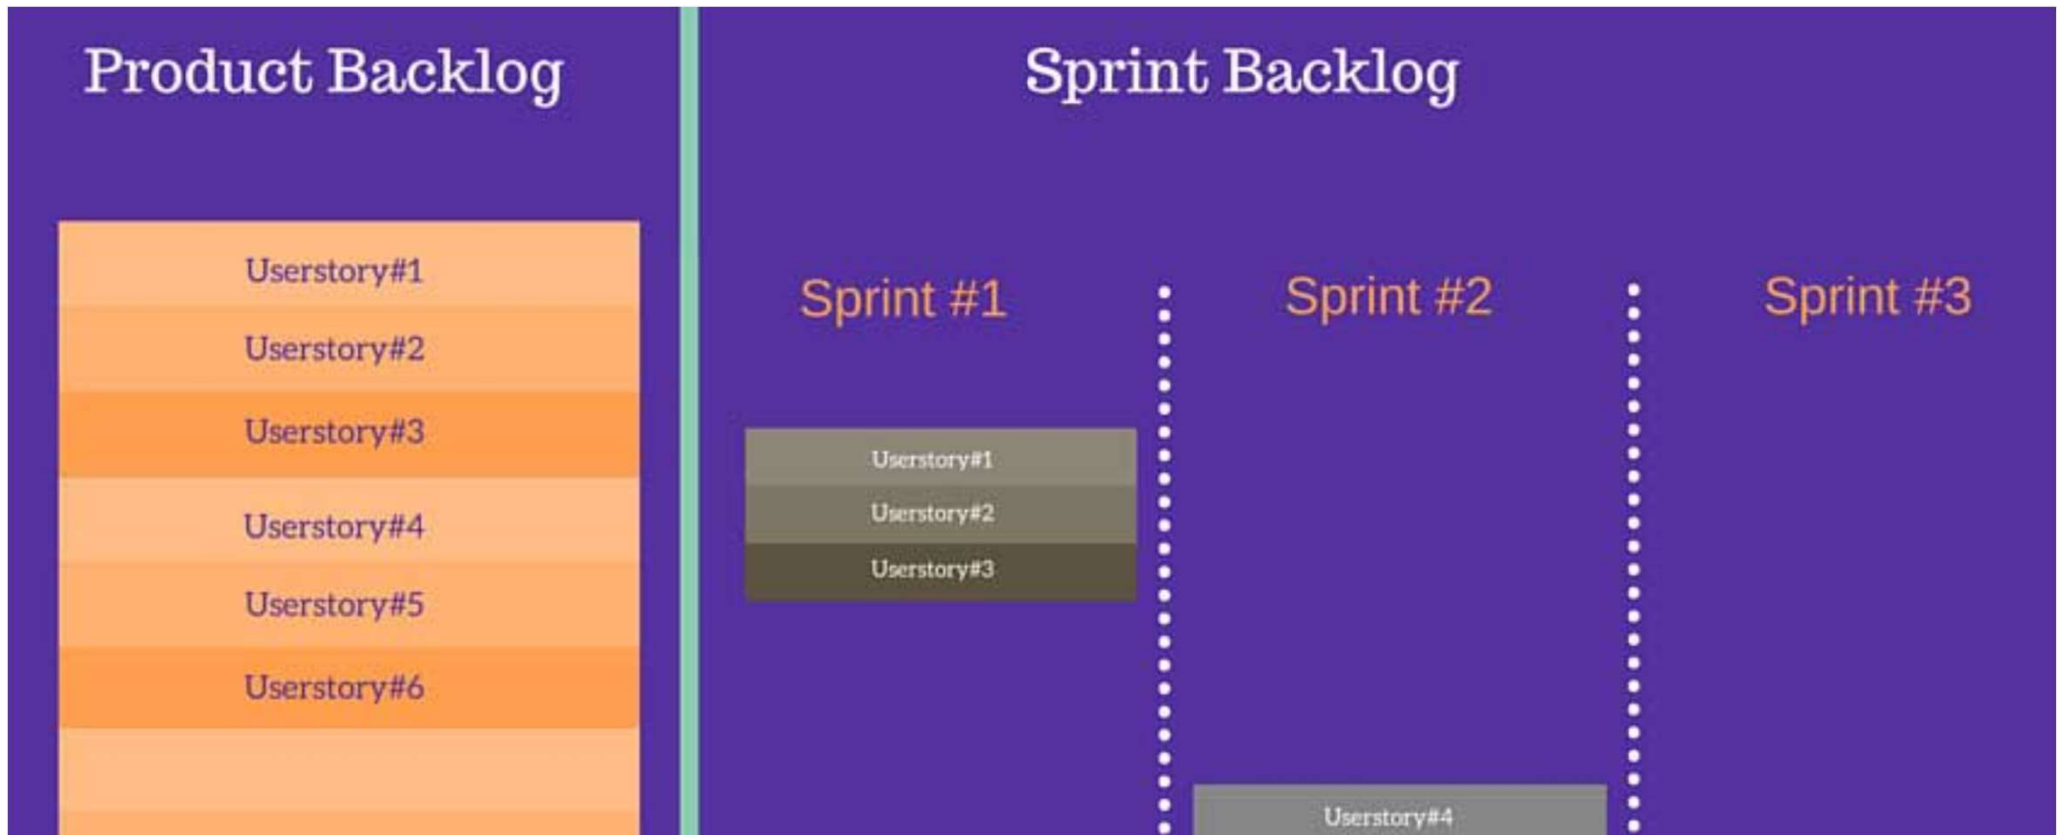 Product Backlog
Userstory#1
Userstory#2
Userstory#3
Userstory#4
Userstory#5
Userstory#6
Sprint Backlog
Sprint #1
Userstory#1
Userstory#2
Userstory#3
Sprint #2
Userstory#4
Sprint #3